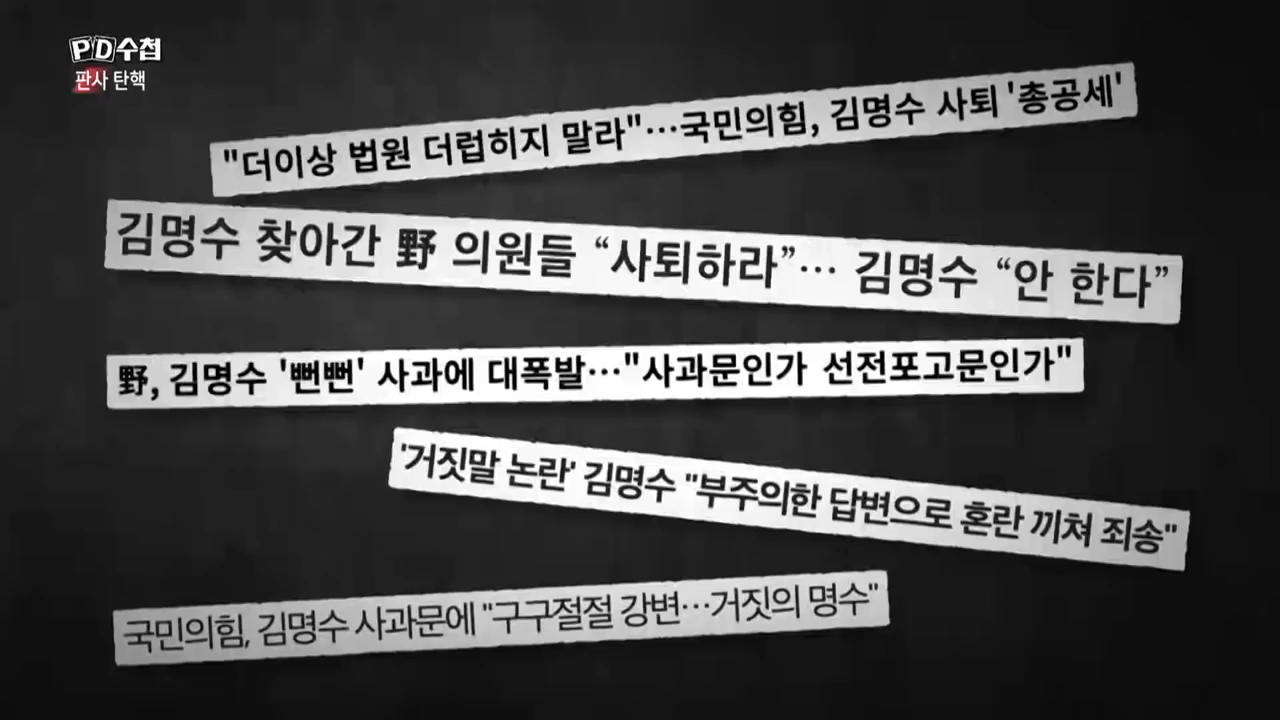 PD수첩
판사 탄핵
"더이상 법원 더럽히지 말라"…국민의힘, 김명수 사퇴 '총공세'
김명수 찾아간 野 의원들 “사퇴하라”… 김명수 “안 한다”
野, 김명수 '뻔뻔' 사과에 대폭발…"사과문인가 선전포고문인가"
'거짓말 논란' 김명수 "부주의한 답변으로 혼란 끼쳐 죄송"
국민의힘, 김명수 사과문에 "구구절절 강변…거짓의 명수"